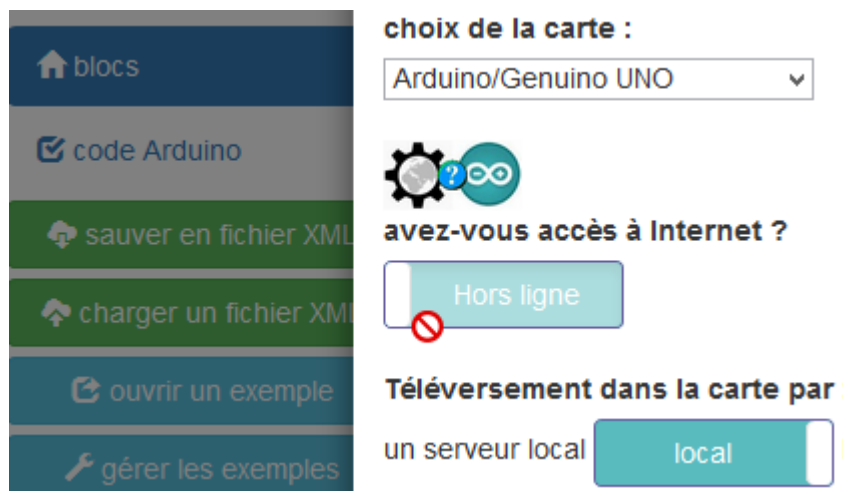 blocs
code Arduino
sauver en fichier XML
charger un fichier XML
ouvrir un exemple
gérer les exemples
choix de la carte :
Arduino/Genuino UNO
?
avez-vous accès à Internet ?
Hors ligne
Téléversement dans la carte par
un serveur local local